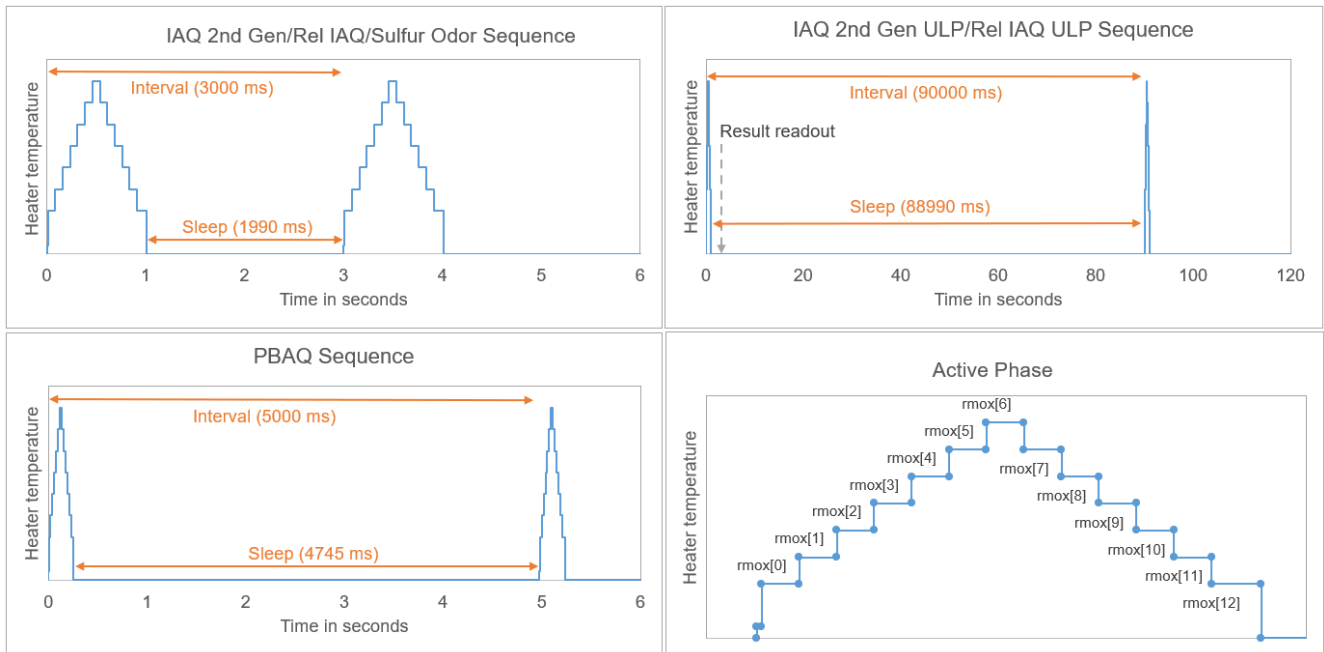 IAQ 2nd Gen/Rel IAQ/Sulfur Odor Sequence
Heater temperature
Interval (3000 ms)
Sleep (1990 ms)
0 1 2 3 4 5 6
Time in seconds
IAQ 2nd Gen ULP/Rel IAQ ULP Sequence
Heater temperature
Interval (90000 ms)
Result readout
Sleep (88990 ms)
0 20 40 60 80 100 120
Time in seconds
PBAQ Sequence
Heater temperature
Interval (5000 ms)
Sleep (4745 ms)
0 1 2 3 4 5 6
Time in seconds
Active Phase
Heater temperature
rmox[0]
rmox[1]
rmox[2]
rmox[3]
rmox[4]
rmox[5]
rmox[6]
rmox[7]
rmox[8]
rmox[9]
rmox[10]
rmox[11]
rmox[12]